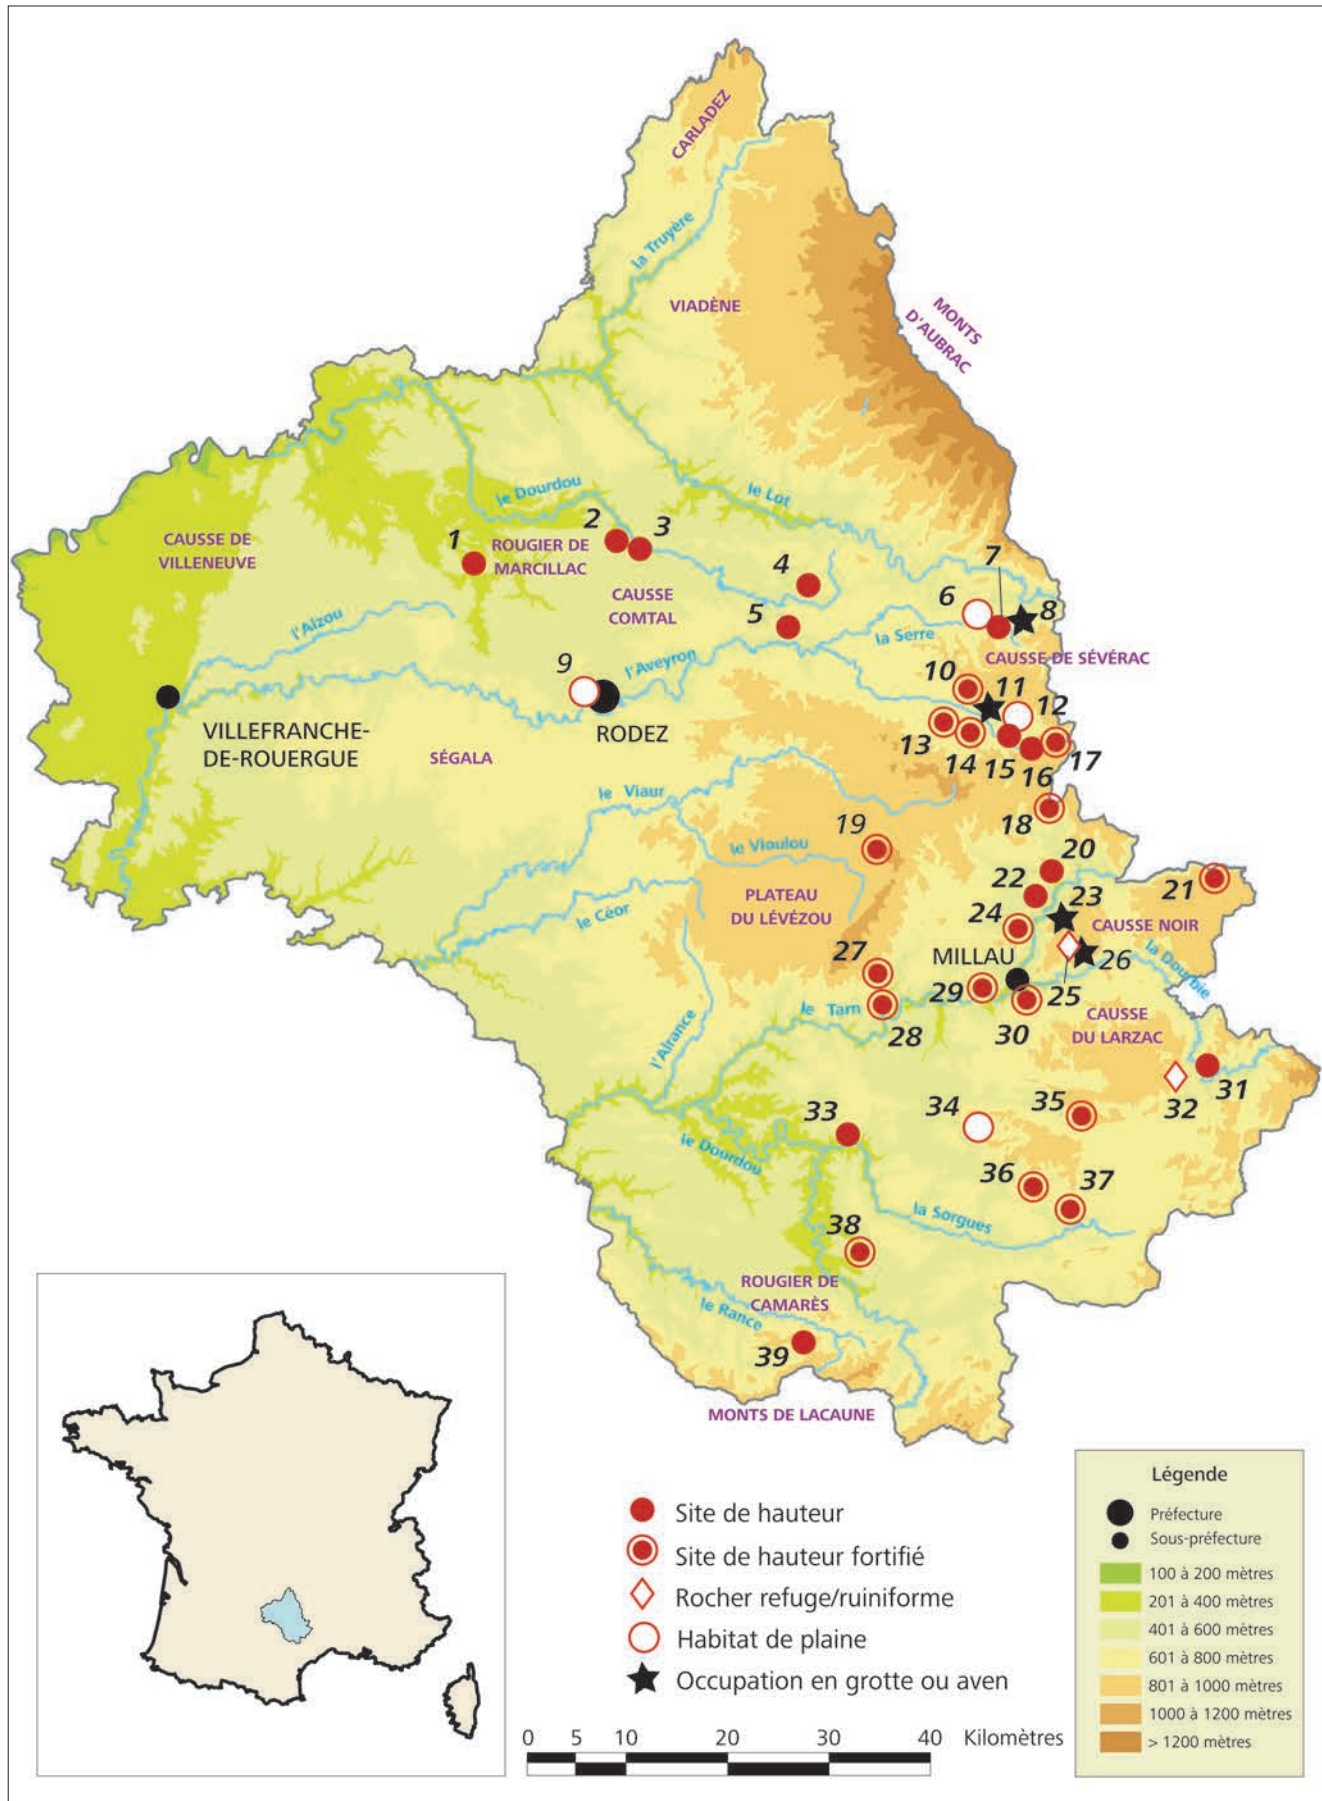 CARLADEZ
la Truyère
VIADÈNE
MONTS
D'AUBRAC
le Lot
le Dourdou
CAUSSE DE
VILLENEUVE
1
ROUGIER DE
MARCILLAC
2
3
4
5
CAUSSE
COMTAL
6
7
8
la Serre
CAUSSE DE SÉVÉRAC
l'Alzou
l'Aveyron
9
RODEZ
VILLEFRANCHE-
DE-ROUERGUE
SÉGALA
10
11
12
13
14
15
16
17
18
le Viaur
19
le Vioulou
20
21
22
23
24
PLATEAU
DU LÉVÉZOU
le Céor
CAUSSE NOIR
MILLAU
26
la Dourbie
27
25
29
le Tarn
28
30
CAUSSE
DU LARZAC
l'Alrance
31
32
33
34
35
le Dourdou
36
37
la Sorgues
38
ROUGIER DE
CAMARÈS
le Rance
39
MONTS DE LACAUNE
Site de hauteur
Site de hauteur fortifié
Rocher refuge/ruiniforme
Habitat de plaine
Occupation en grotte ou aven
0 5 10 20 30 40 Kilomètres
Légende
Préfecture
Sous-préfecture
100 à 200 mètres
201 à 400 mètres
401 à 600 mètres
601 à 800 mètres
801 à 1000 mètres
1000 à 1200 mètres
> 1200 mètres